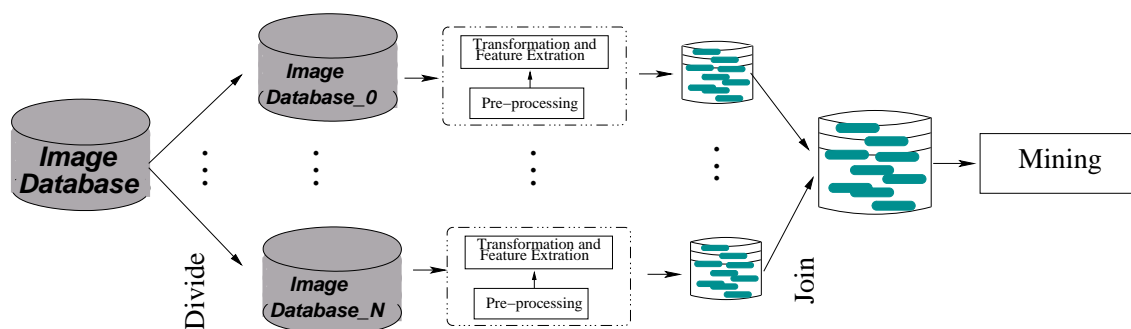 Image
Database
Divide
Image
Database_0
Transformation and
Feature Extration
Pre-processing
Image
Database_N
Transformation and
Feature Extration
Pre-processing
Join
Mining